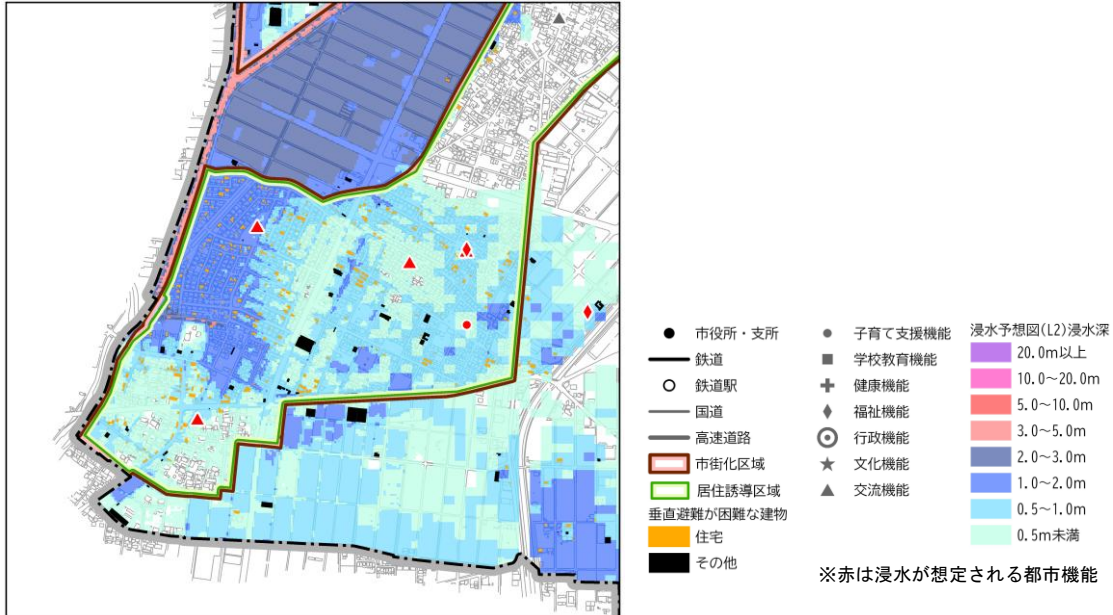 市役所・支所
鉄道
鉄道駅
国道
高速道路
市街化区域
居住誘導区域
垂直避難が困難な建物
住宅
その他
子育て支援機能
学校教育機能
健康機能
福祉機能
行政機能
文化機能
交流機能
浸水予想図(L2)浸水深
20.0m以上
10.0～20.0m
5.0～10.0m
3.0～5.0m
2.0～3.0m
1.0～2.0m
0.5～1.0m
0.5m未満
※赤は浸水が想定される都市機能